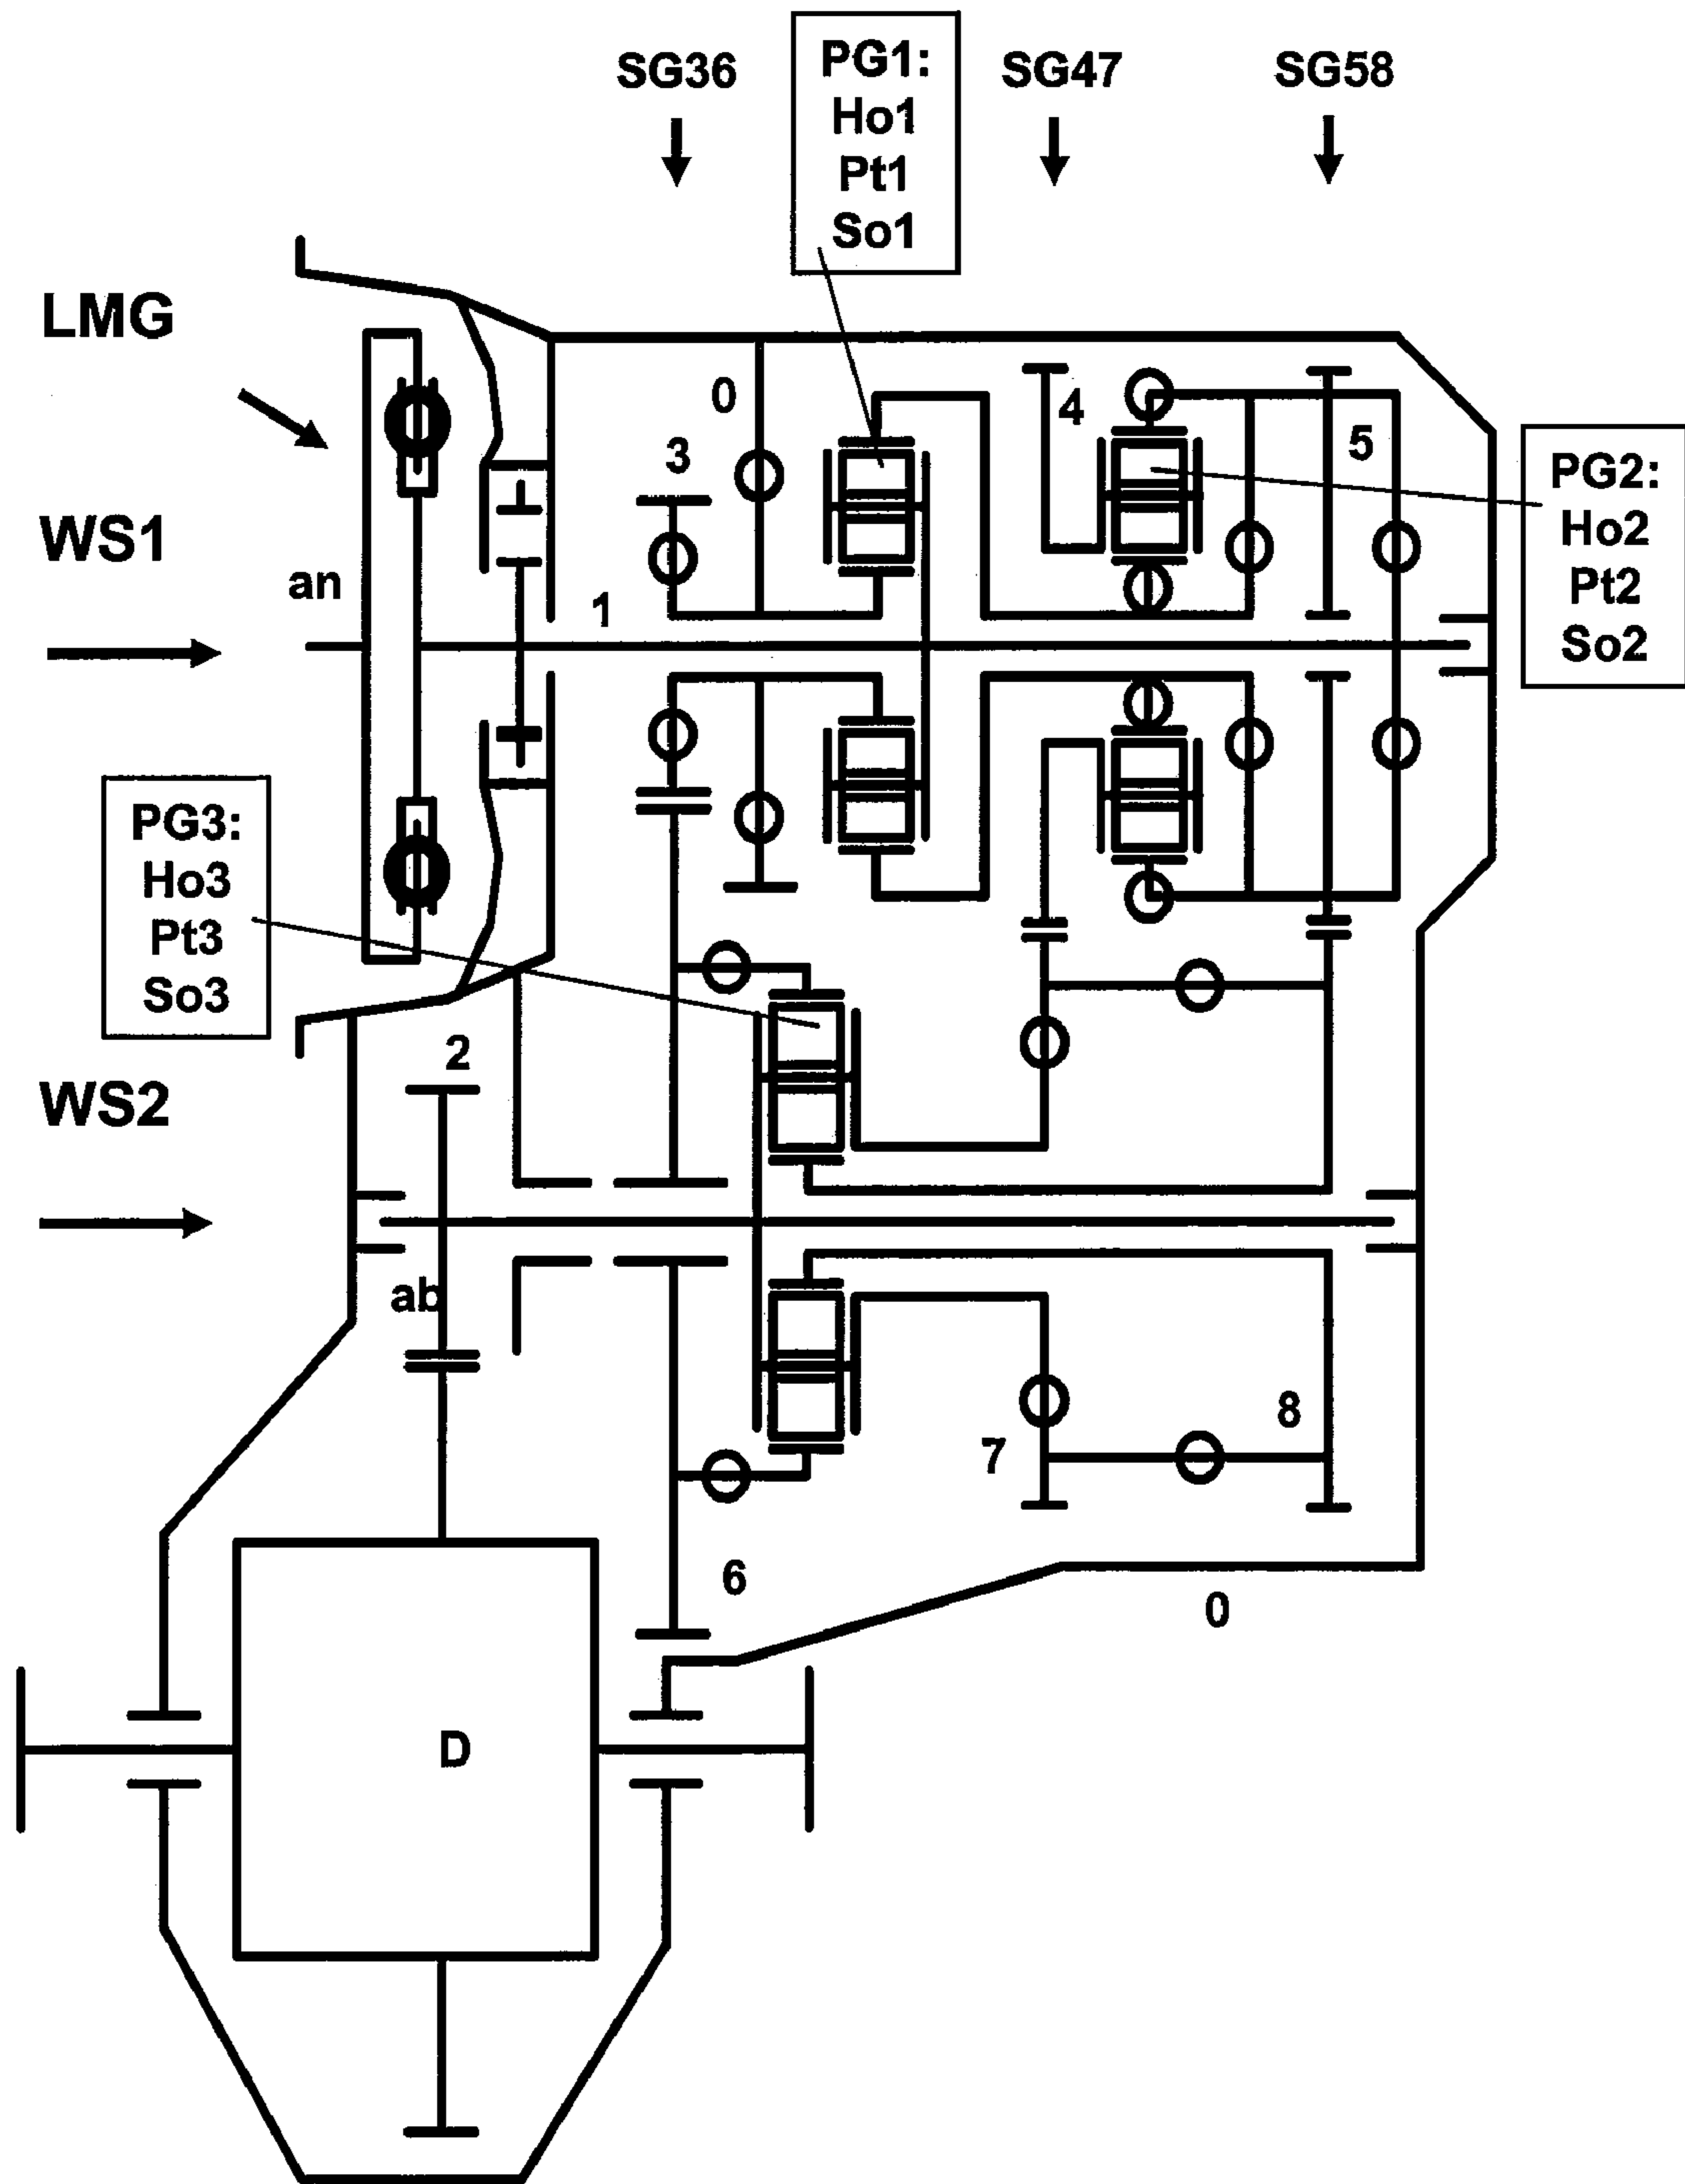 SG36
PG1:
Ho1
Pt1
So1
SG47
SG58
LMG
0
3
4
5
PG2:
Ho2
Pt2
So2
WS1
an
1
PG3:
Ho3
Pt3
So3
2
WS2
ab
7
8
6
0
D